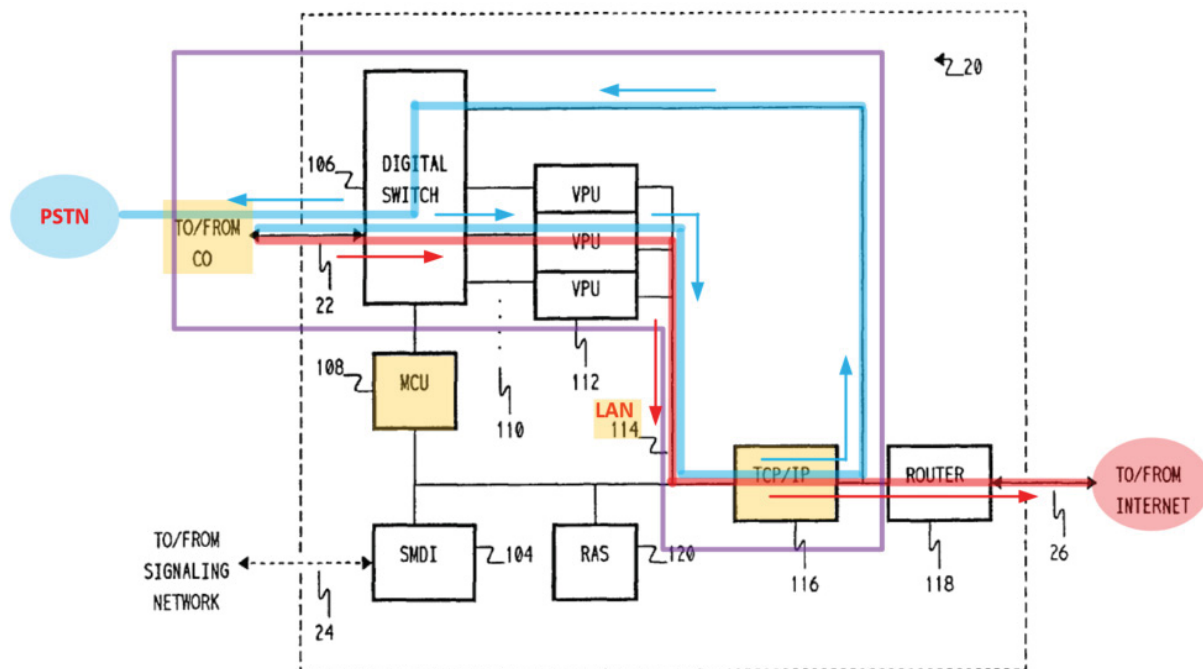 20
106
DIGITAL
SWITCH
VPU
VPU
VPU
PSTN
TO/FROM
CO
22
108
MCU
110
112
LAN
114
TCP/IP
ROUTER
TO/FROM
INTERNET
26
116
118
TO/FROM
SIGNALING
NETWORK
24
SMDI
104
RAS
120